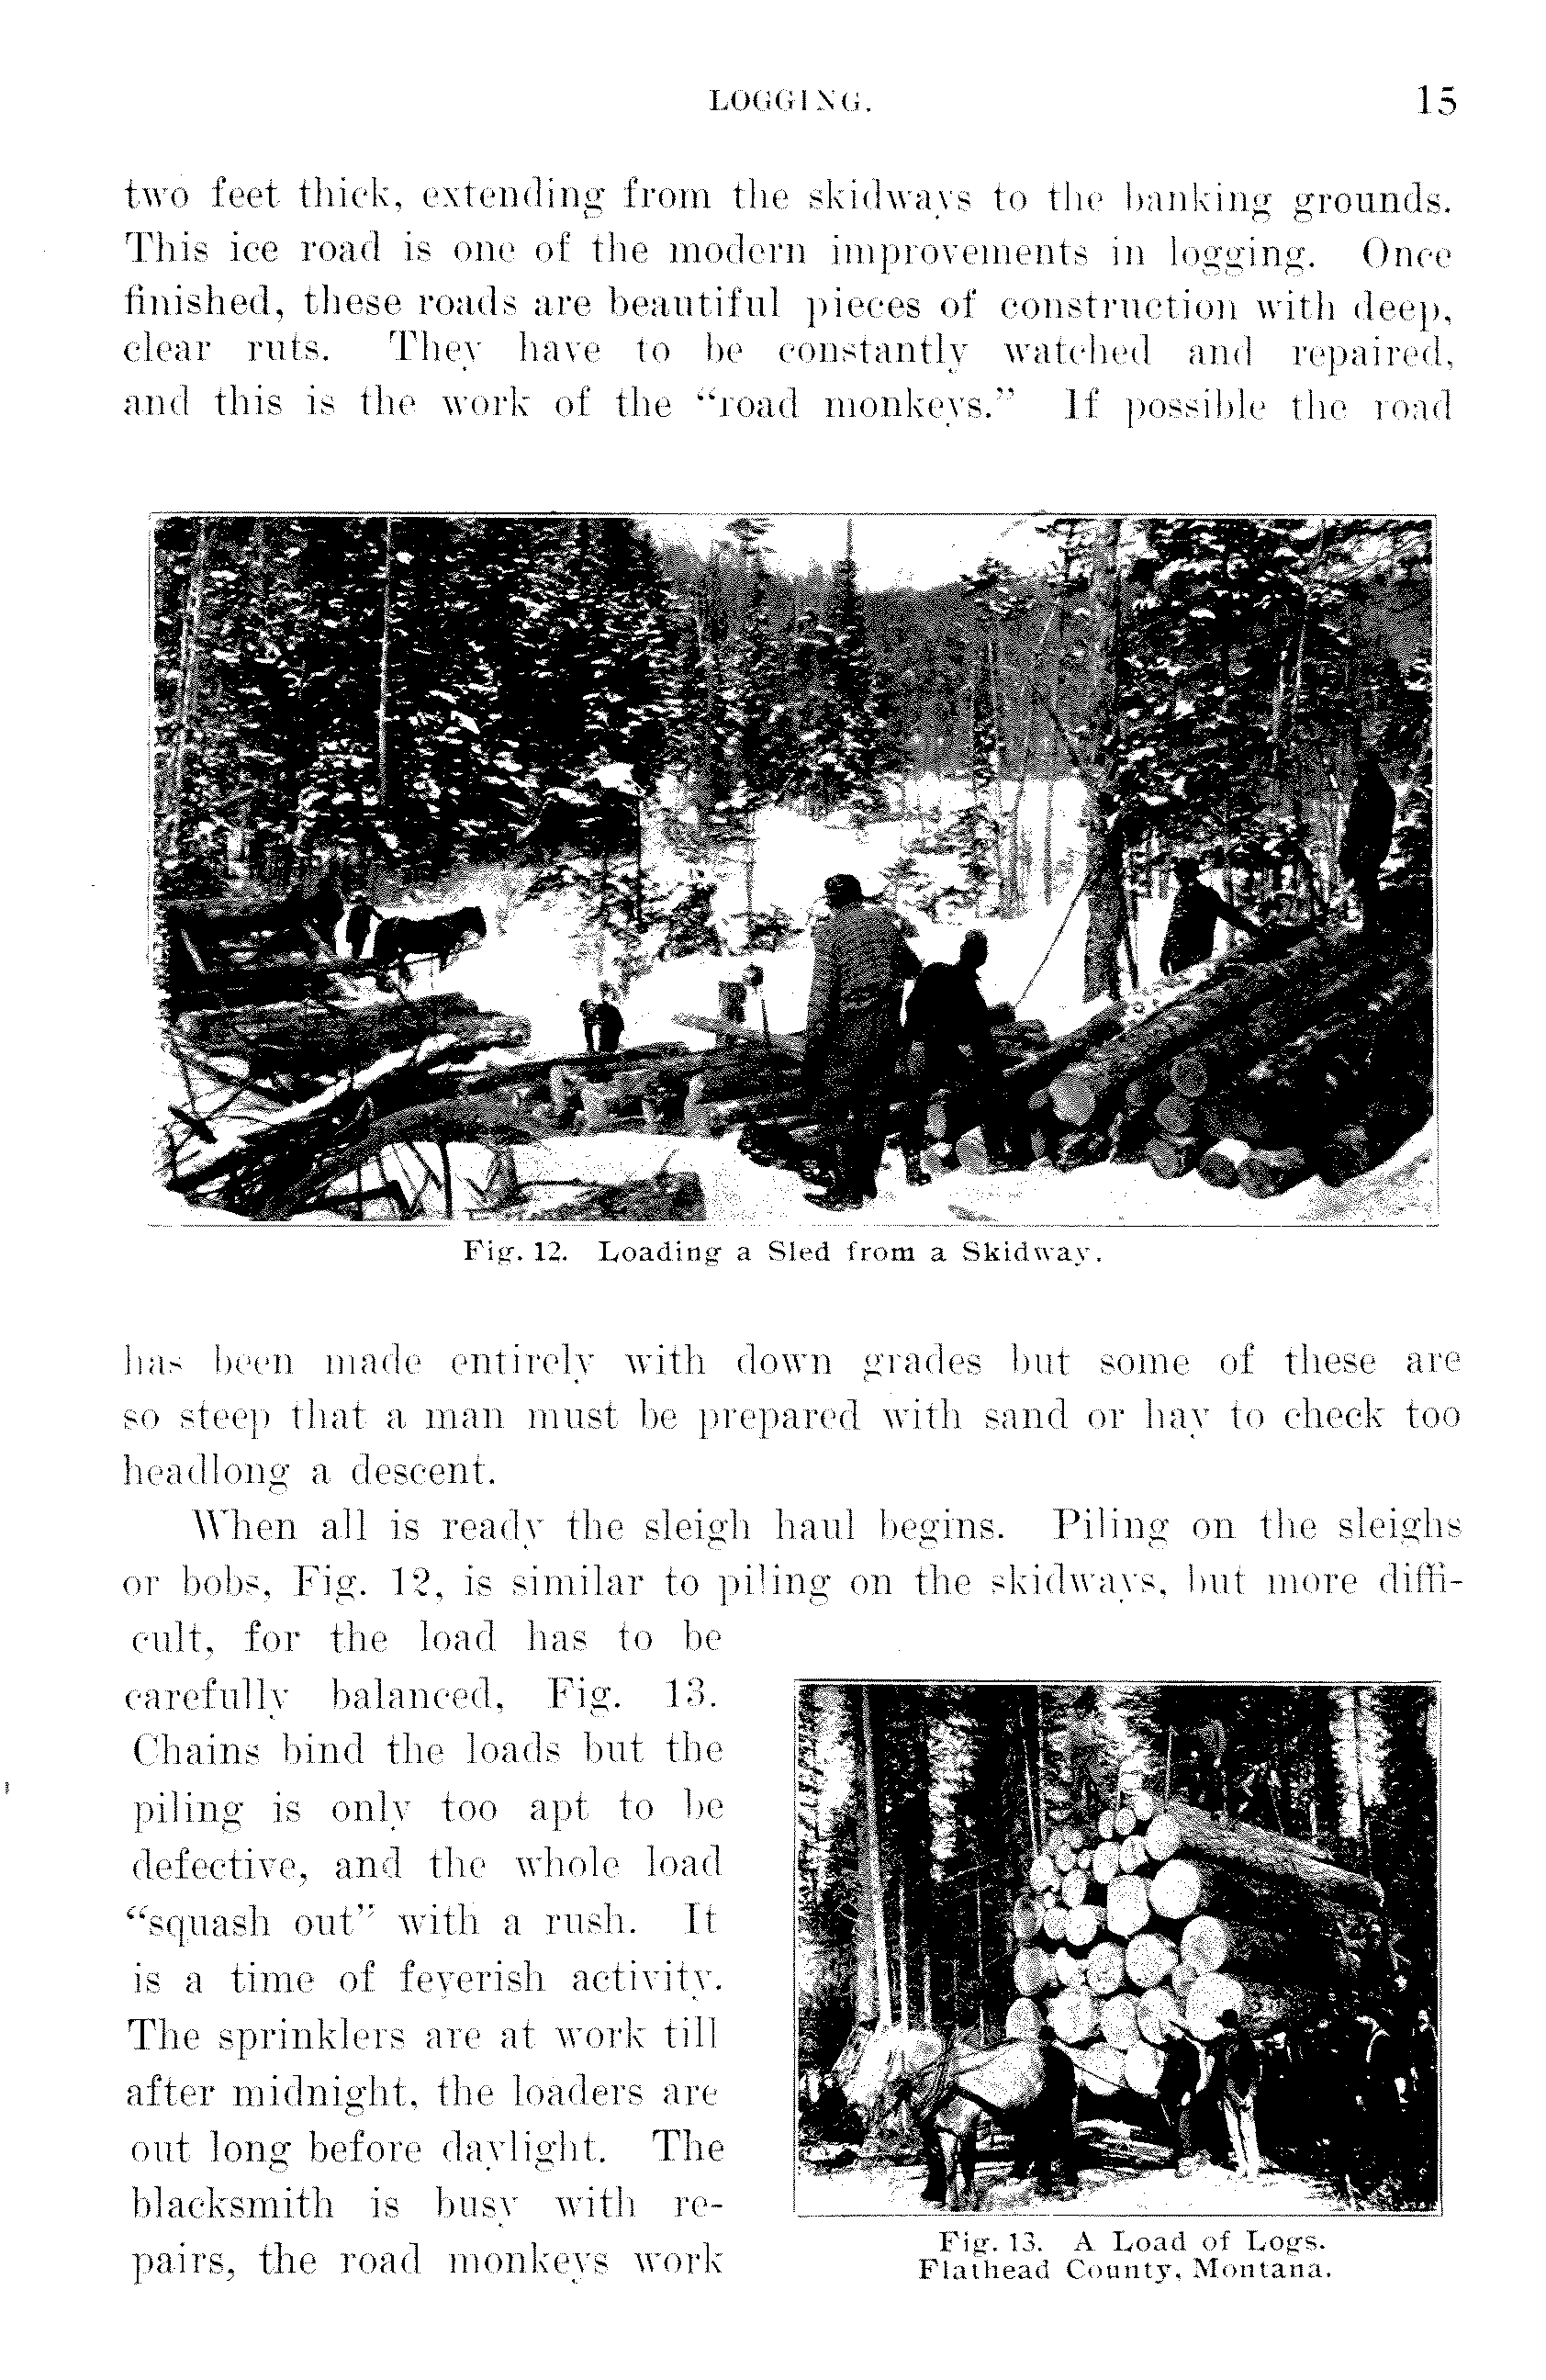 LOGGING. 15
two feet thick, extending from the skidways to the banking grounds.
This ice road is one of the modern improvements in logging. Once
finished, these roads are beautiful pieces of construction with deep,
clear ruts. They have to be constantly watched and repaired,
and this is the work of the “road monkeys.” If possible the road
Fig. 12. Loading a Sled from a Skidway.
has been made entirely with down grades but some of these are
so steep that a man must be prepared with sand or hay to check too
headlong a descent.
When all is ready the sleigh haul begins. Piling on the sleighs
or bobs, Fig. 12, is similar to piling on the skidways, but more diffi-
cult, for the load has to be
carefully balanced, Fig. 13.
Chains bind the loads but the
piling is only too apt to be
defective, and the whole load
“squash out” with a rush. It
is a time of feverish activity.
The sprinklers are at work till
after midnight, the loaders are
out long before daylight. The
blacksmith is busy with re-
pairs, the road monkeys work
Fig. 13. A Load of Logs.
Flathead County, Montana.